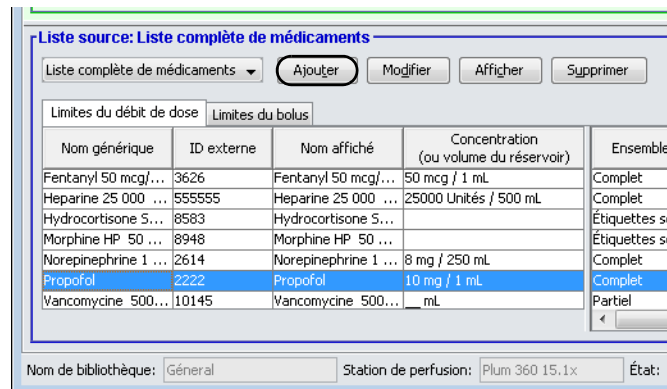 Liste source: Liste complète de médicaments
Liste complète de médicaments Ajouter Modifier Afficher Supprimer
Limites du débit de dose Limites du bolus
Nom générique ID externe Nom affiché Concentration (ou volume du réservoir) Ensemble
Fentanyl 50 mcg/... 3626 Fentanyl 50 mcg/... 50 mcg / 1 mL Complet
Heparine 25 000 ... 555555 Heparine 25 000 ... 25000 Unités / 500 mL Complet
Hydrocortisone S... 8583 Hydrocortisone S... Étiquettes s
Morphine HP 50 ... 8948 Morphine HP 50 ... Étiquettes s
Norepinephrine 1 ... 2614 Norepinephrine 1 ... 8 mg / 250 mL Complet
Propofol 2222 Propofol 10 mg / 1 mL Complet
Vancomycine 500... 10145 Vancomycine 500... __ mL Partiel
Nom de bibliothèque: Géneral Station de perfusion: Plum 360 15.1x État: